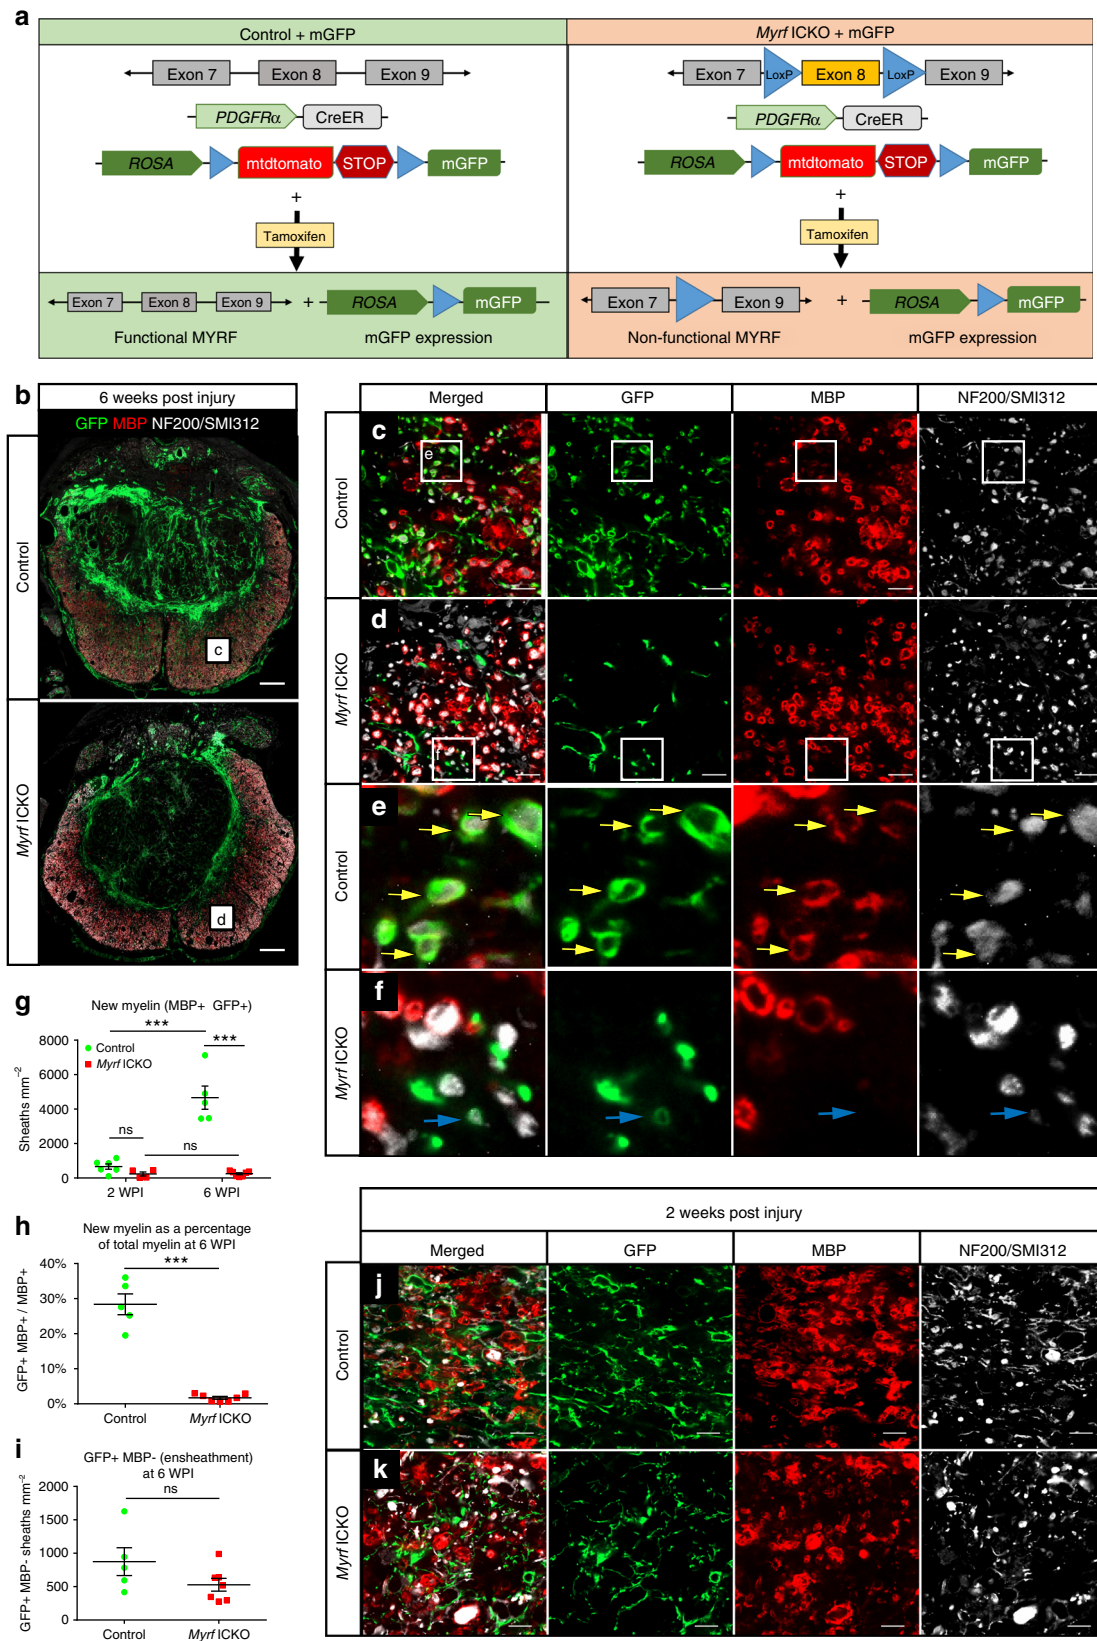 a
Control + mGFP
Myrf ICKO + mGFP
Exon 7 Exon 8 Exon 9
Exon 7 LoxP Exon 8 LoxP Exon 9
PDGFRα CreER
PDGFRα CreER
ROSA mtdtomato STOP mGFP
ROSA mtdtomato STOP mGFP
+
+
Tamoxifen
Tamoxifen
Exon 7 Exon 8 Exon 9 + ROSA mGFP
Exon 7 Exon 9 + ROSA mGFP
Functional MYRF mGFP expression
Non-functional MYRF mGFP expression
b
6 weeks post injury
GFP MBP NF200/SMI312
Control
c
Myrf ICKO
d
Merged GFP MBP NF200/SMI312
Control
c
e
Myrf ICKO
d
f
Control
e
Myrf ICKO
f
g
New myelin (MBP+ GFP+)
***
***
Control
Myrf ICKO
ns
ns
Sheaths mm⁻²
8000
6000
4000
2000
0
2 WPI 6 WPI
h
New myelin as a percentage
of total myelin at 6 WPI
***
GFP+ MBP+ / MBP+
40%
30%
20%
10%
0%
Control Myrf ICKO
i
GFP+ MBP- (ensheathment)
at 6 WPI
ns
GFP+ MBP- sheaths mm⁻²
2000
1500
1000
500
0
Control Myrf ICKO
2 weeks post injury
Merged GFP MBP NF200/SMI312
Control
j
Myrf ICKO
k